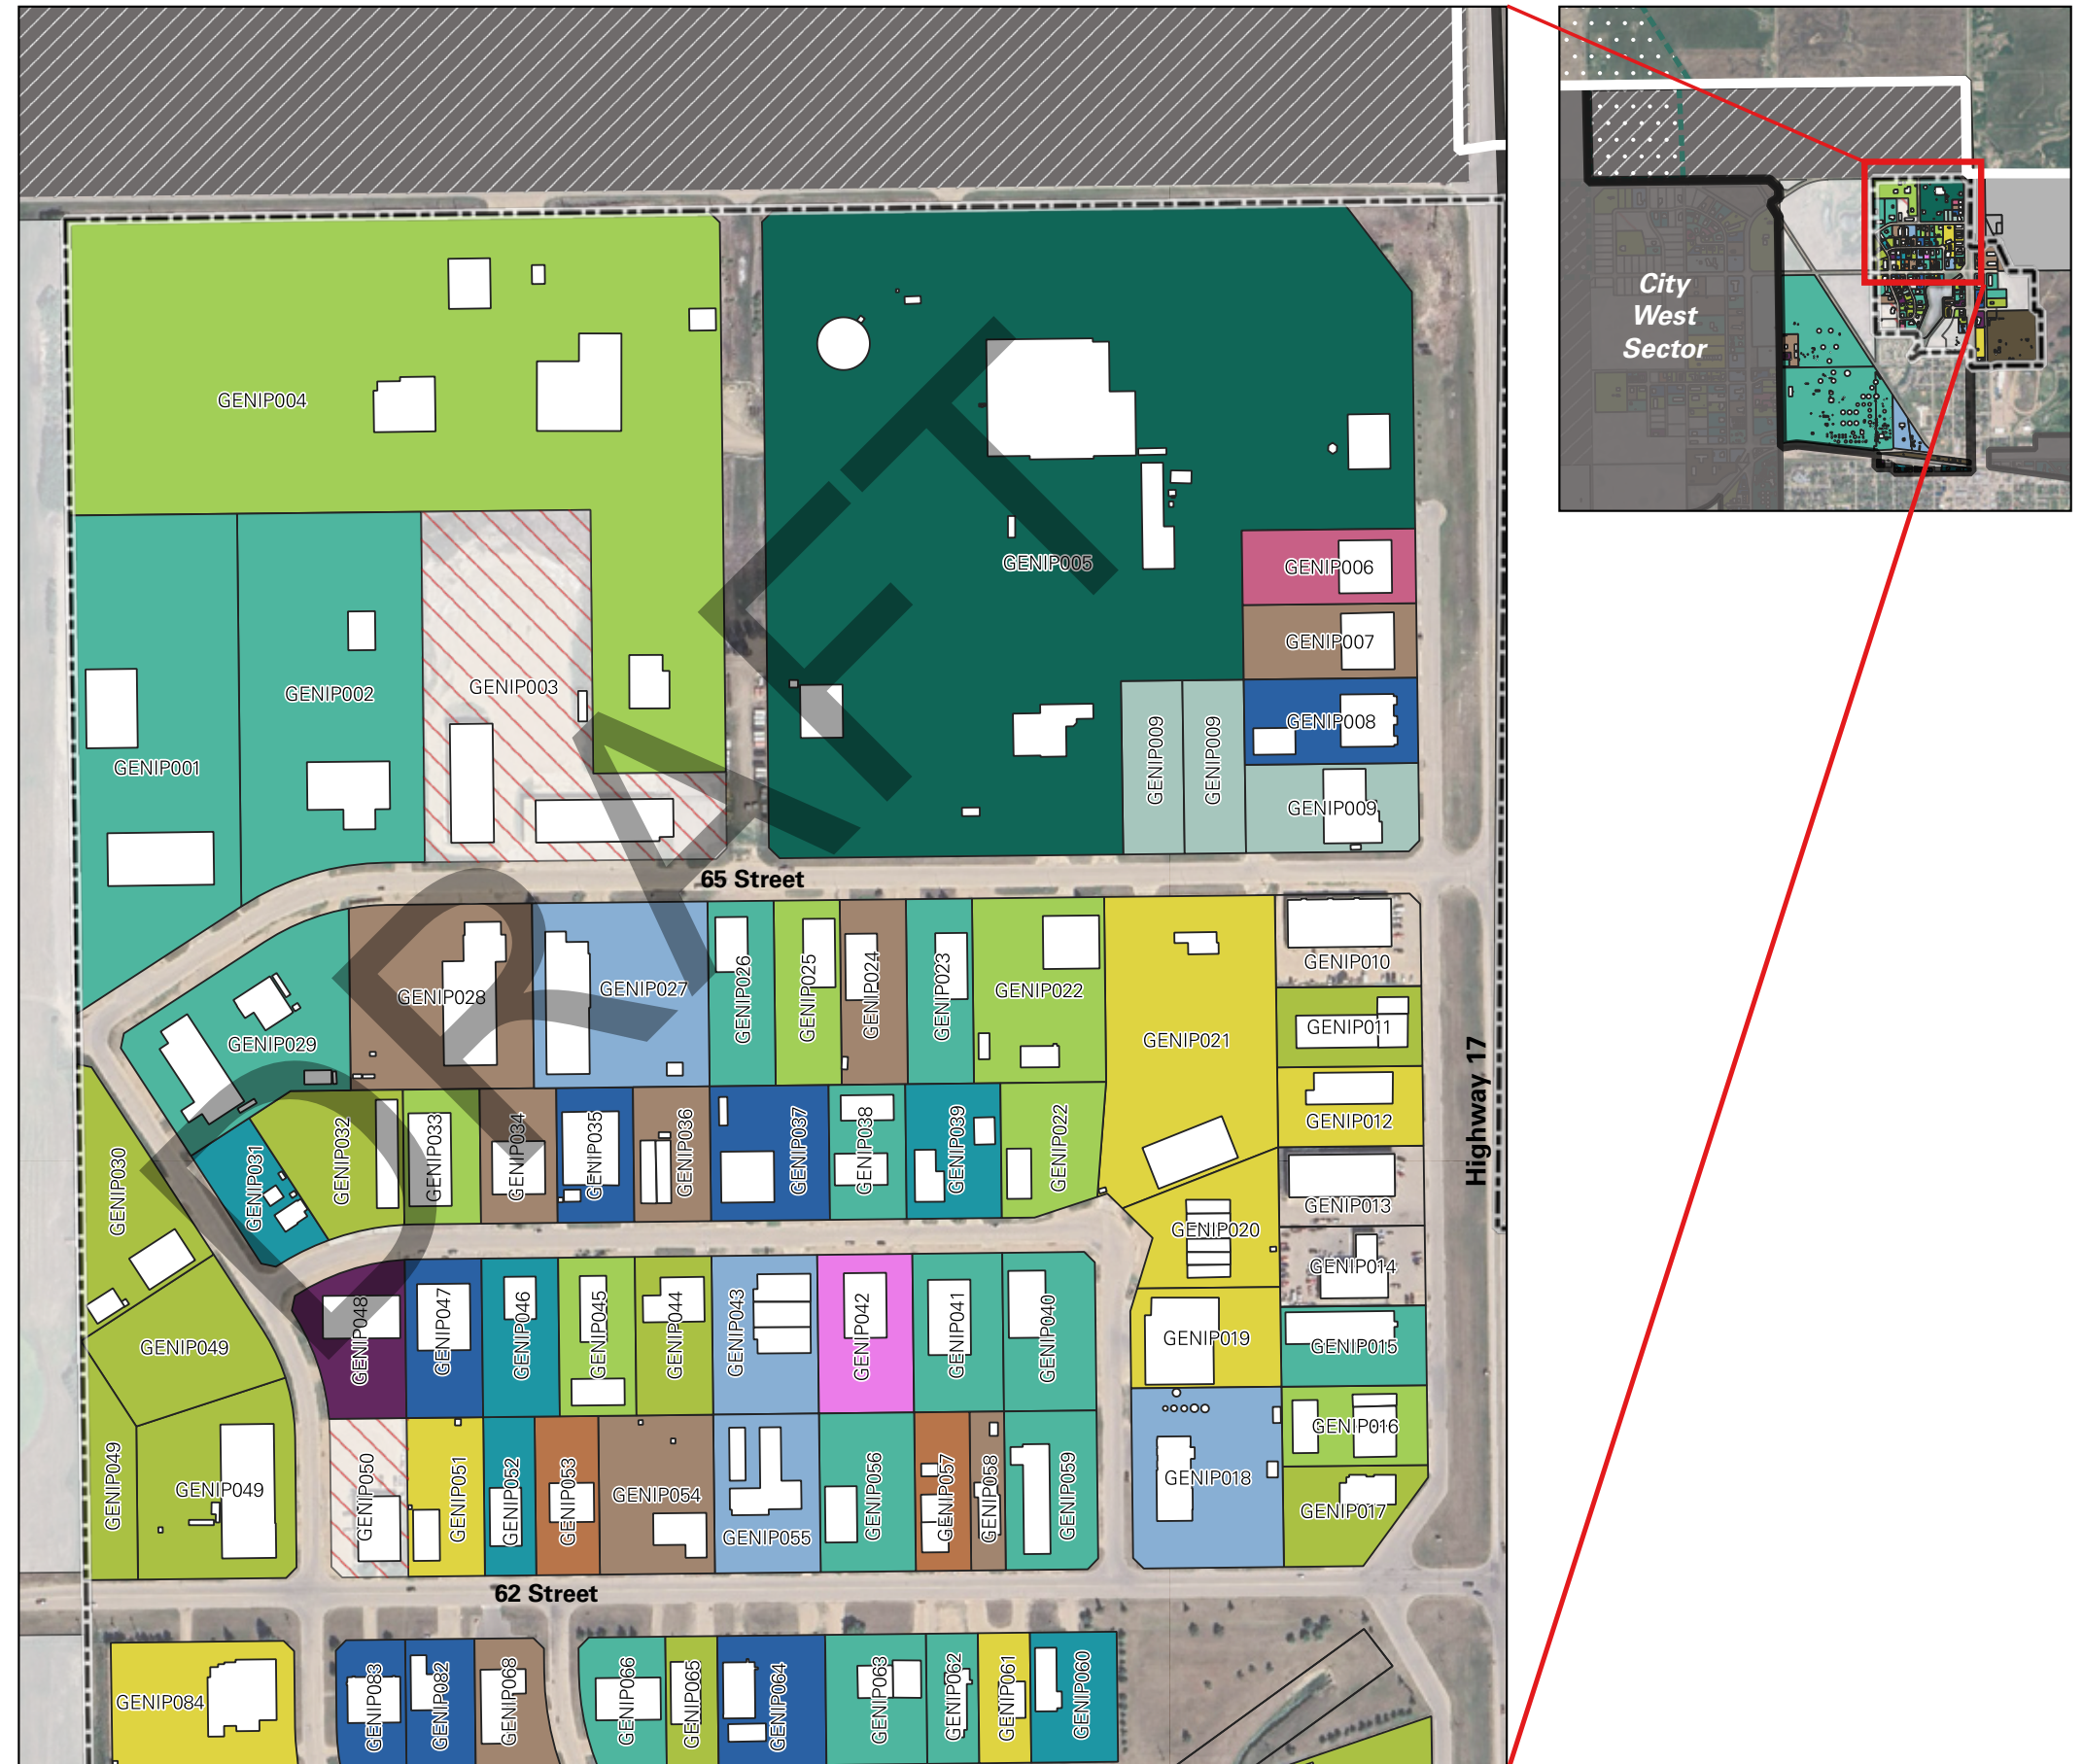 City
West
Sector
GENIP004
GENIP005
GENIP006
GENIP007
GENIP003
GENIP002
GENIP008
GENIP009
GENIP009
GENIP001
GENIP009
65 Street
GENIP010
GENIP026
GENIP025
GENIP024
GENIP023
GENIP022
GENIP027
GENIP028
GENIP011
GENIP021
GENIP029
Highway 17
GENIP012
GENIP030
GENIP031
GENIP032
GENIP033
GENIP034
GENIP035
GENIP036
GENIP037
GENIP038
GENIP039
GENIP022
GENIP013
GENIP020
GENIP014
GENIP048
GENIP047
GENIP046
GENIP045
GENIP044
GENIP043
GENIP042
GENIP041
GENIP040
GENIP019
GENIP015
GENIP049
GENIP016
GENIP018
GENIP049
GENIP049
GENIP050
GENIP051
GENIP052
GENIP053
GENIP054
GENIP055
GENIP056
GENIP057
GENIP058
GENIP059
GENIP017
62 Street
GENIP084
GENIP083
GENIP082
GENIP068
GENIP066
GENIP065
GENIP064
GENIP063
GENIP062
GENIP061
GENIP060
DRAFT